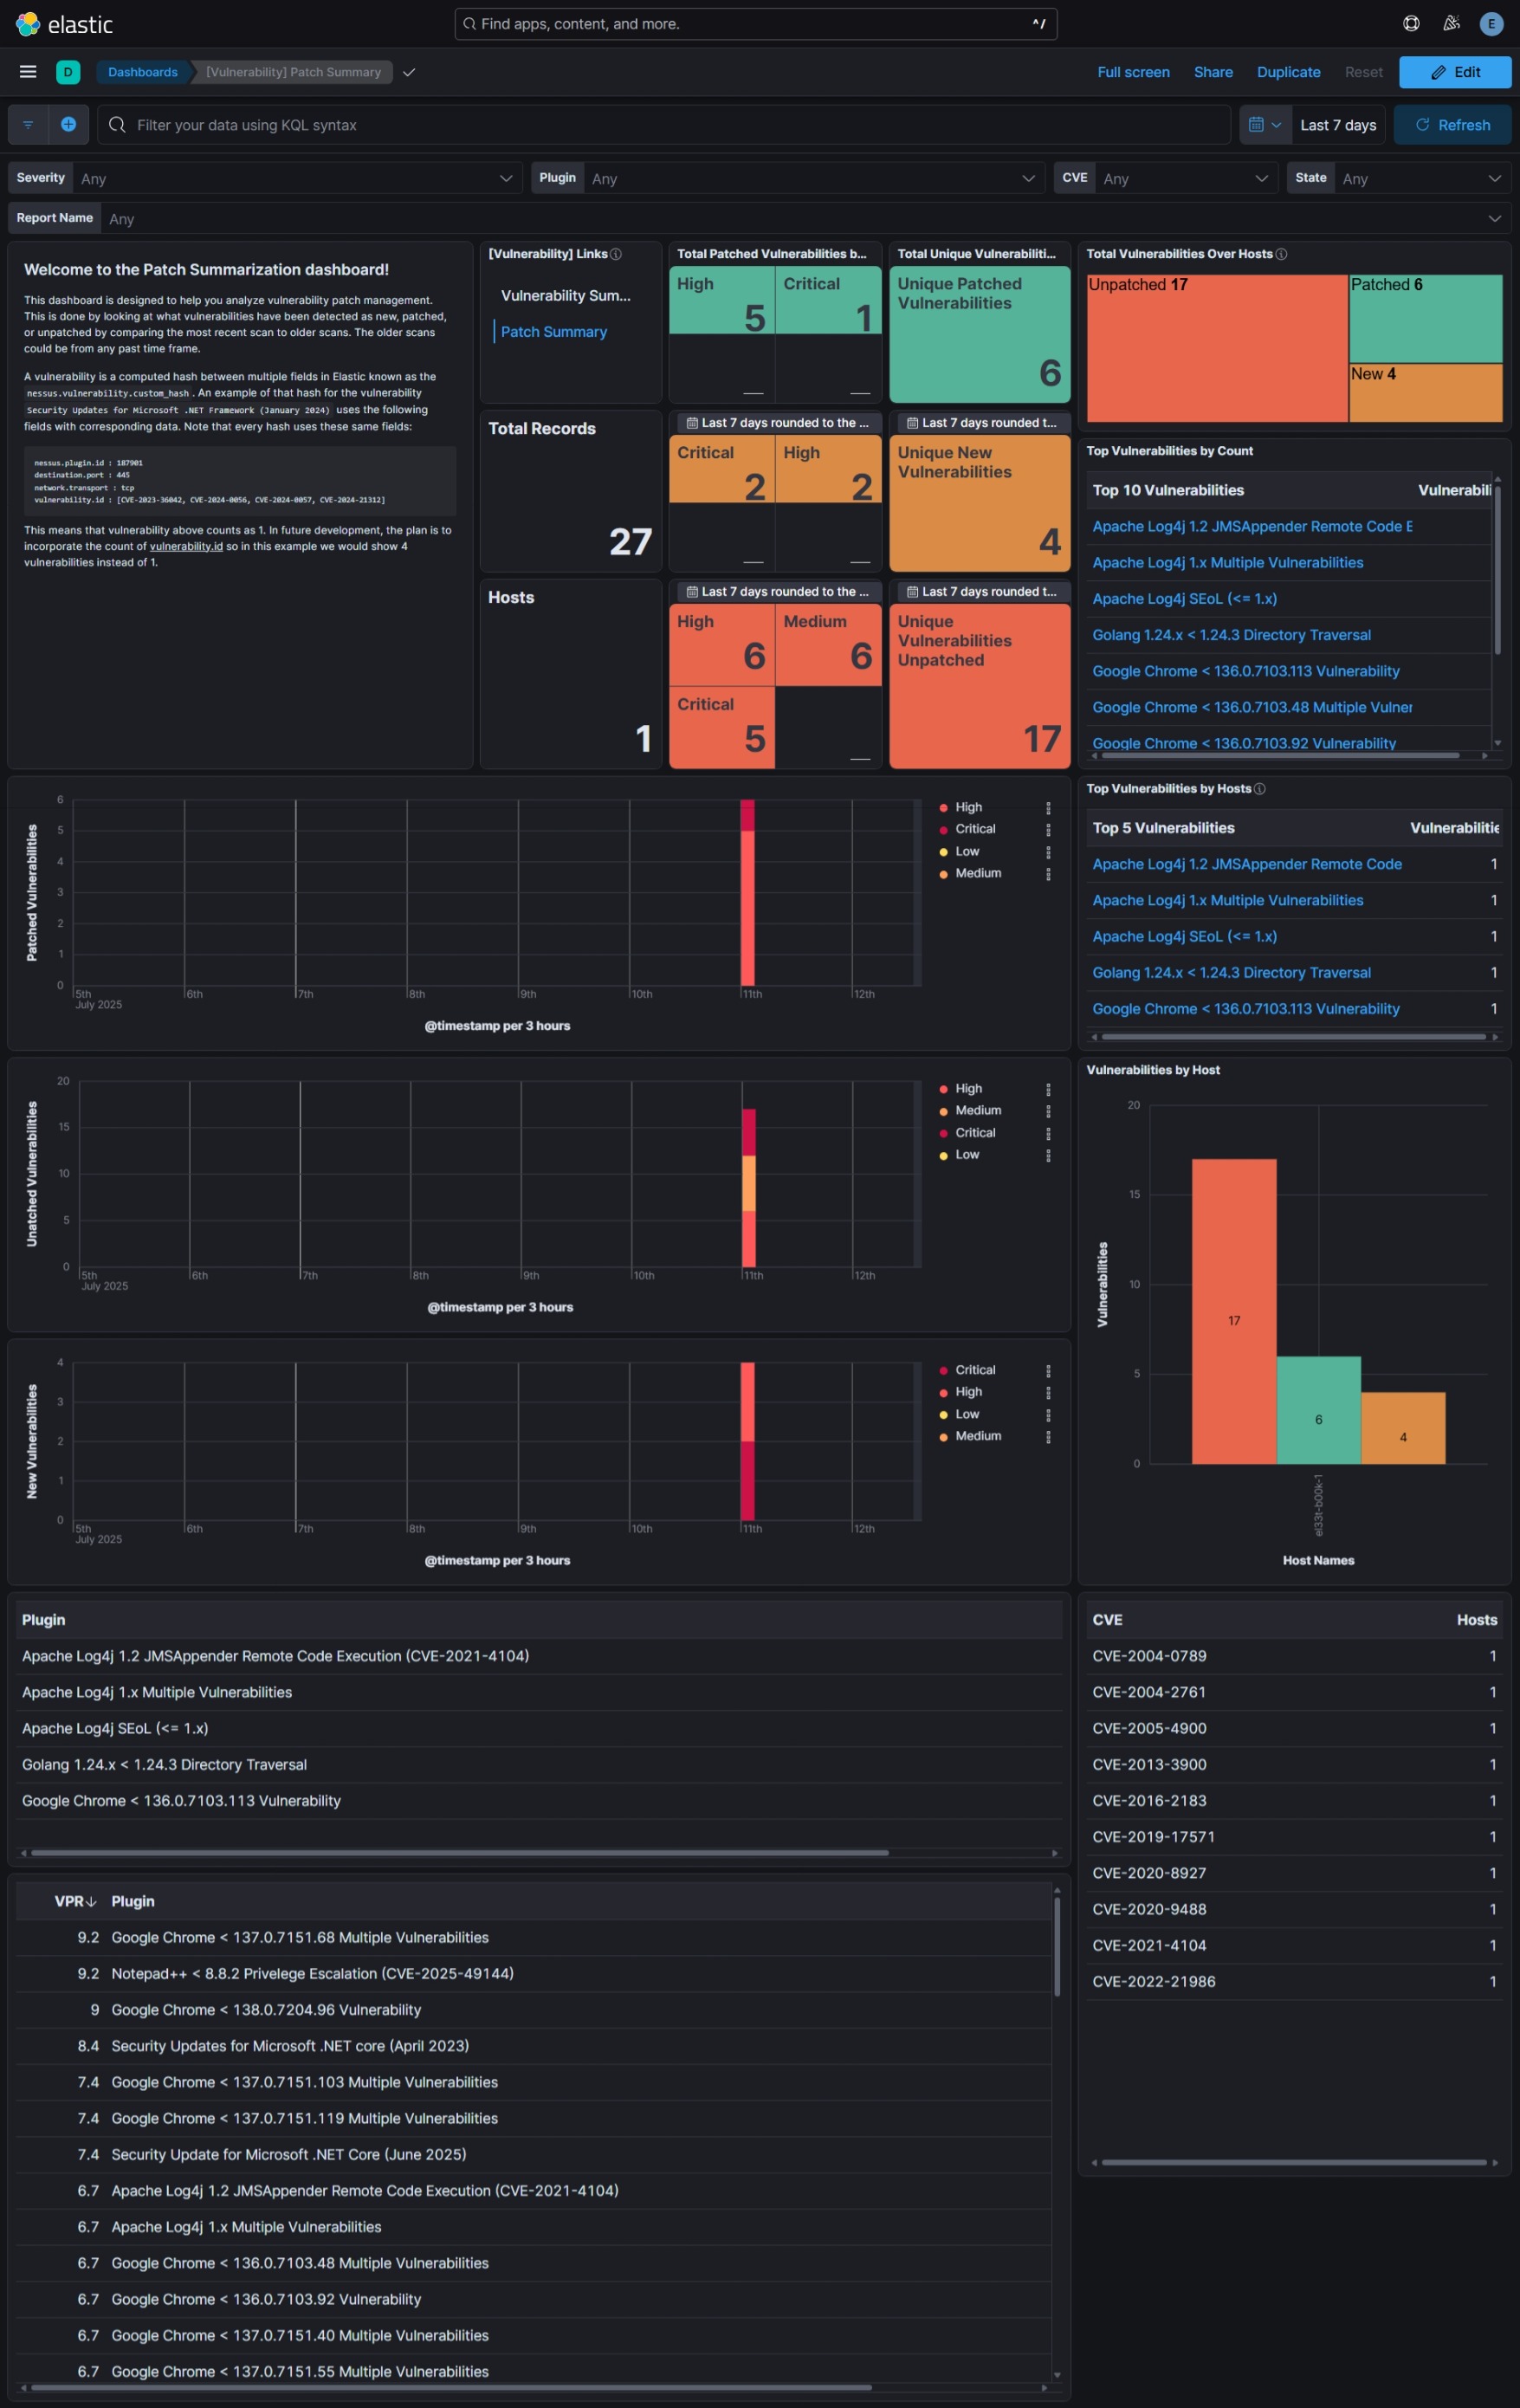 elastic
Find apps, content, and more.
^/
E
D
Dashboards
[Vulnerability] Patch Summary
Full screen
Share
Duplicate
Reset
Edit
Filter your data using KQL syntax
Last 7 days
Refresh
Severity Any
Plugin Any
CVE Any
State Any
Report Name Any
Welcome to the Patch Summarization dashboard!
This dashboard is designed to help you analyze vulnerability patch management.
This is done by looking at what vulnerabilities have been detected as new, patched,
or unpatched by comparing the most recent scan to older scans. The older scans
could be from any past time frame.
A vulnerability is a computed hash between multiple fields in Elastic known as the
nessus.vulnerability.custom_hash . An example of that hash for the vulnerability
Security Updates for Microsoft .NET Framework (January 2024) uses the following
fields with corresponding data. Note that every hash uses these same fields:
nessus.plugin.id : 187901
destination.port : 445
network.transport : tcp
vulnerability.id : [CVE-2023-36042, CVE-2024-0056, CVE-2024-0057, CVE-2024-21312]
This means that vulnerability above counts as 1. In future development, the plan is to
incorporate the count of vulnerability.id so in this example we would show 4
vulnerabilities instead of 1.
[Vulnerability] Links
Vulnerability Sum...
Patch Summary
Total Records
27
Hosts
1
Total Patched Vulnerabilities b...
High
5
Critical
1
Last 7 days rounded to the ...
Critical
2
High
2
Last 7 days rounded to the ...
High
6
Medium
6
Critical
5
Total Unique Vulnerabiliti...
Unique Patched
Vulnerabilities
6
Last 7 days rounded t...
Unique New
Vulnerabilities
4
Last 7 days rounded t...
Unique
Vulnerabilities
Unpatched
17
Total Vulnerabilities Over Hosts
Unpatched 17
Patched 6
New 4
Top Vulnerabilities by Count
Top 10 Vulnerabilities Vulnerabili
Apache Log4j 1.2 JMSAppender Remote Code E
Apache Log4j 1.x Multiple Vulnerabilities
Apache Log4j SEoL (<= 1.x)
Golang 1.24.x < 1.24.3 Directory Traversal
Google Chrome < 136.0.7103.113 Vulnerability
Google Chrome < 136.0.7103.48 Multiple Vulner
Google Chrome < 136.0.7103.92 Vulnerability
Patched Vulnerabilities
6
5
4
3
2
1
0
5th 6th 7th 8th 9th 10th 11th 12th
July 2025
@timestamp per 3 hours
High
Critical
Low
Medium
Top Vulnerabilities by Hosts
Top 5 Vulnerabilities Vulnerabilitie
Apache Log4j 1.2 JMSAppender Remote Code 1
Apache Log4j 1.x Multiple Vulnerabilities 1
Apache Log4j SEoL (<= 1.x) 1
Golang 1.24.x < 1.24.3 Directory Traversal 1
Google Chrome < 136.0.7103.113 Vulnerability 1
Unatched Vulnerabilities
20
15
10
5
0
5th 6th 7th 8th 9th 10th 11th 12th
July 2025
@timestamp per 3 hours
High
Medium
Critical
Low
New Vulnerabilities
4
3
2
1
0
5th 6th 7th 8th 9th 10th 11th 12th
July 2025
@timestamp per 3 hours
Critical
High
Low
Medium
Vulnerabilities by Host
Vulnerabilities
20
15
10
5
0
17
6
4
el33t-b00k-1
Host Names
Plugin
Apache Log4j 1.2 JMSAppender Remote Code Execution (CVE-2021-4104)
Apache Log4j 1.x Multiple Vulnerabilities
Apache Log4j SEoL (<= 1.x)
Golang 1.24.x < 1.24.3 Directory Traversal
Google Chrome < 136.0.7103.113 Vulnerability
CVE Hosts
CVE-2004-0789 1
CVE-2004-2761 1
CVE-2005-4900 1
CVE-2013-3900 1
CVE-2016-2183 1
CVE-2019-17571 1
CVE-2020-8927 1
CVE-2020-9488 1
CVE-2021-4104 1
CVE-2022-21986 1
VPR↓ Plugin
9.2 Google Chrome < 137.0.7151.68 Multiple Vulnerabilities
9.2 Notepad++ < 8.8.2 Privelege Escalation (CVE-2025-49144)
9 Google Chrome < 138.0.7204.96 Vulnerability
8.4 Security Updates for Microsoft .NET core (April 2023)
7.4 Google Chrome < 137.0.7151.103 Multiple Vulnerabilities
7.4 Google Chrome < 137.0.7151.119 Multiple Vulnerabilities
7.4 Security Update for Microsoft .NET Core (June 2025)
6.7 Apache Log4j 1.2 JMSAppender Remote Code Execution (CVE-2021-4104)
6.7 Apache Log4j 1.x Multiple Vulnerabilities
6.7 Google Chrome < 136.0.7103.48 Multiple Vulnerabilities
6.7 Google Chrome < 136.0.7103.92 Vulnerability
6.7 Google Chrome < 137.0.7151.40 Multiple Vulnerabilities
6.7 Google Chrome < 137.0.7151.55 Multiple Vulnerabilities